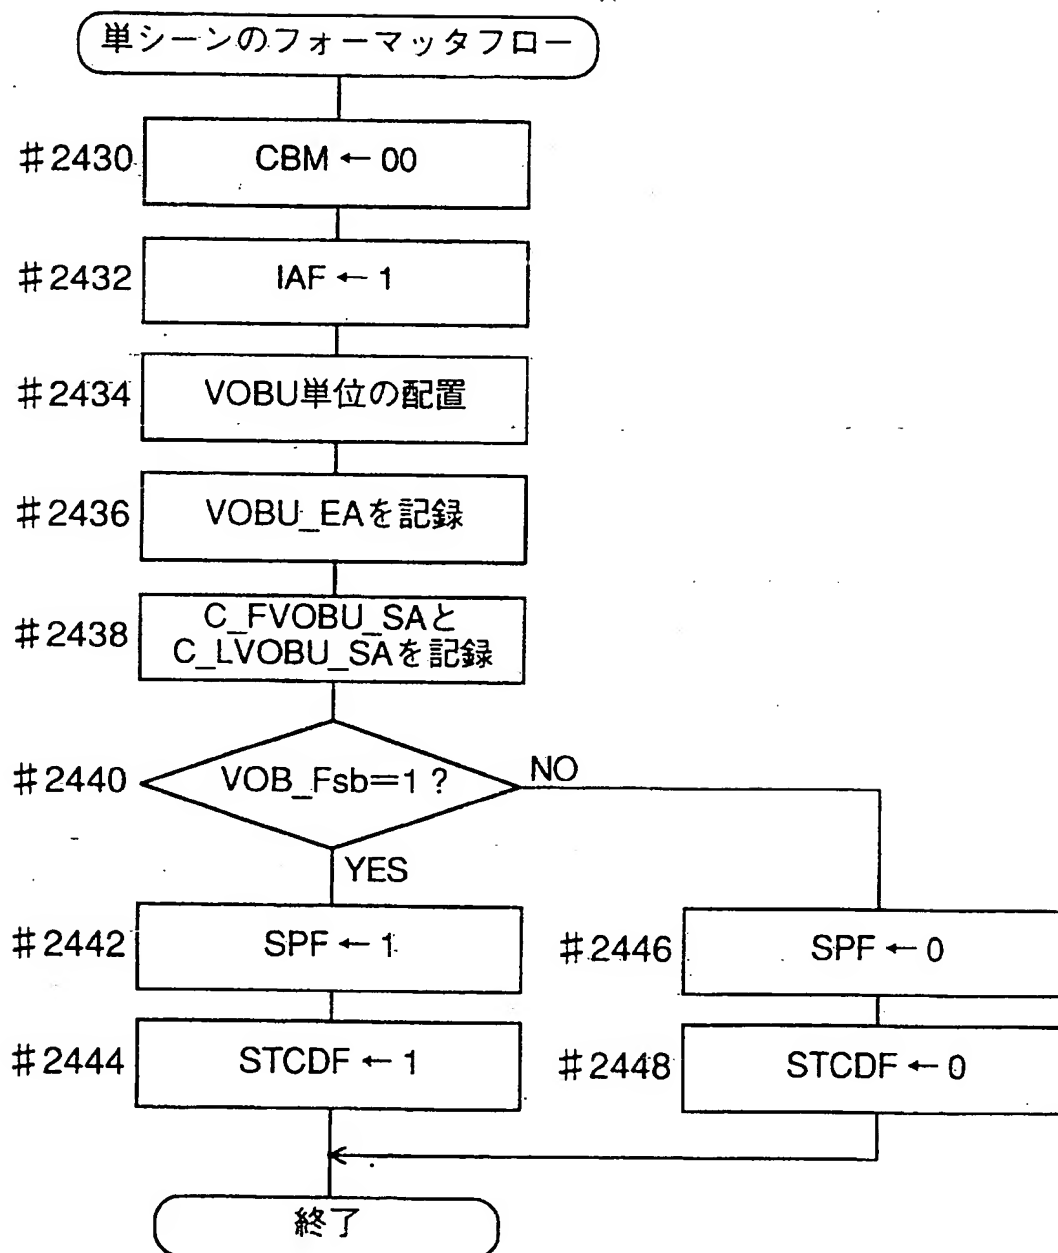 単シーンのフォーマッタフロー
#2430
CBM ← 00
#2432
IAF ← 1
#2434
VOBU単位の配置
#2436
VOBU_EAを記録
#2438
C_FVOBU_SAと
C_LVOBU_SAを記録
#2440
VOB_Fsb=1 ?
NO
YES
#2442
SPF ← 1
#2446
SPF ← 0
#2444
STCDF ← 1
#2448
STCDF ← 0
終了